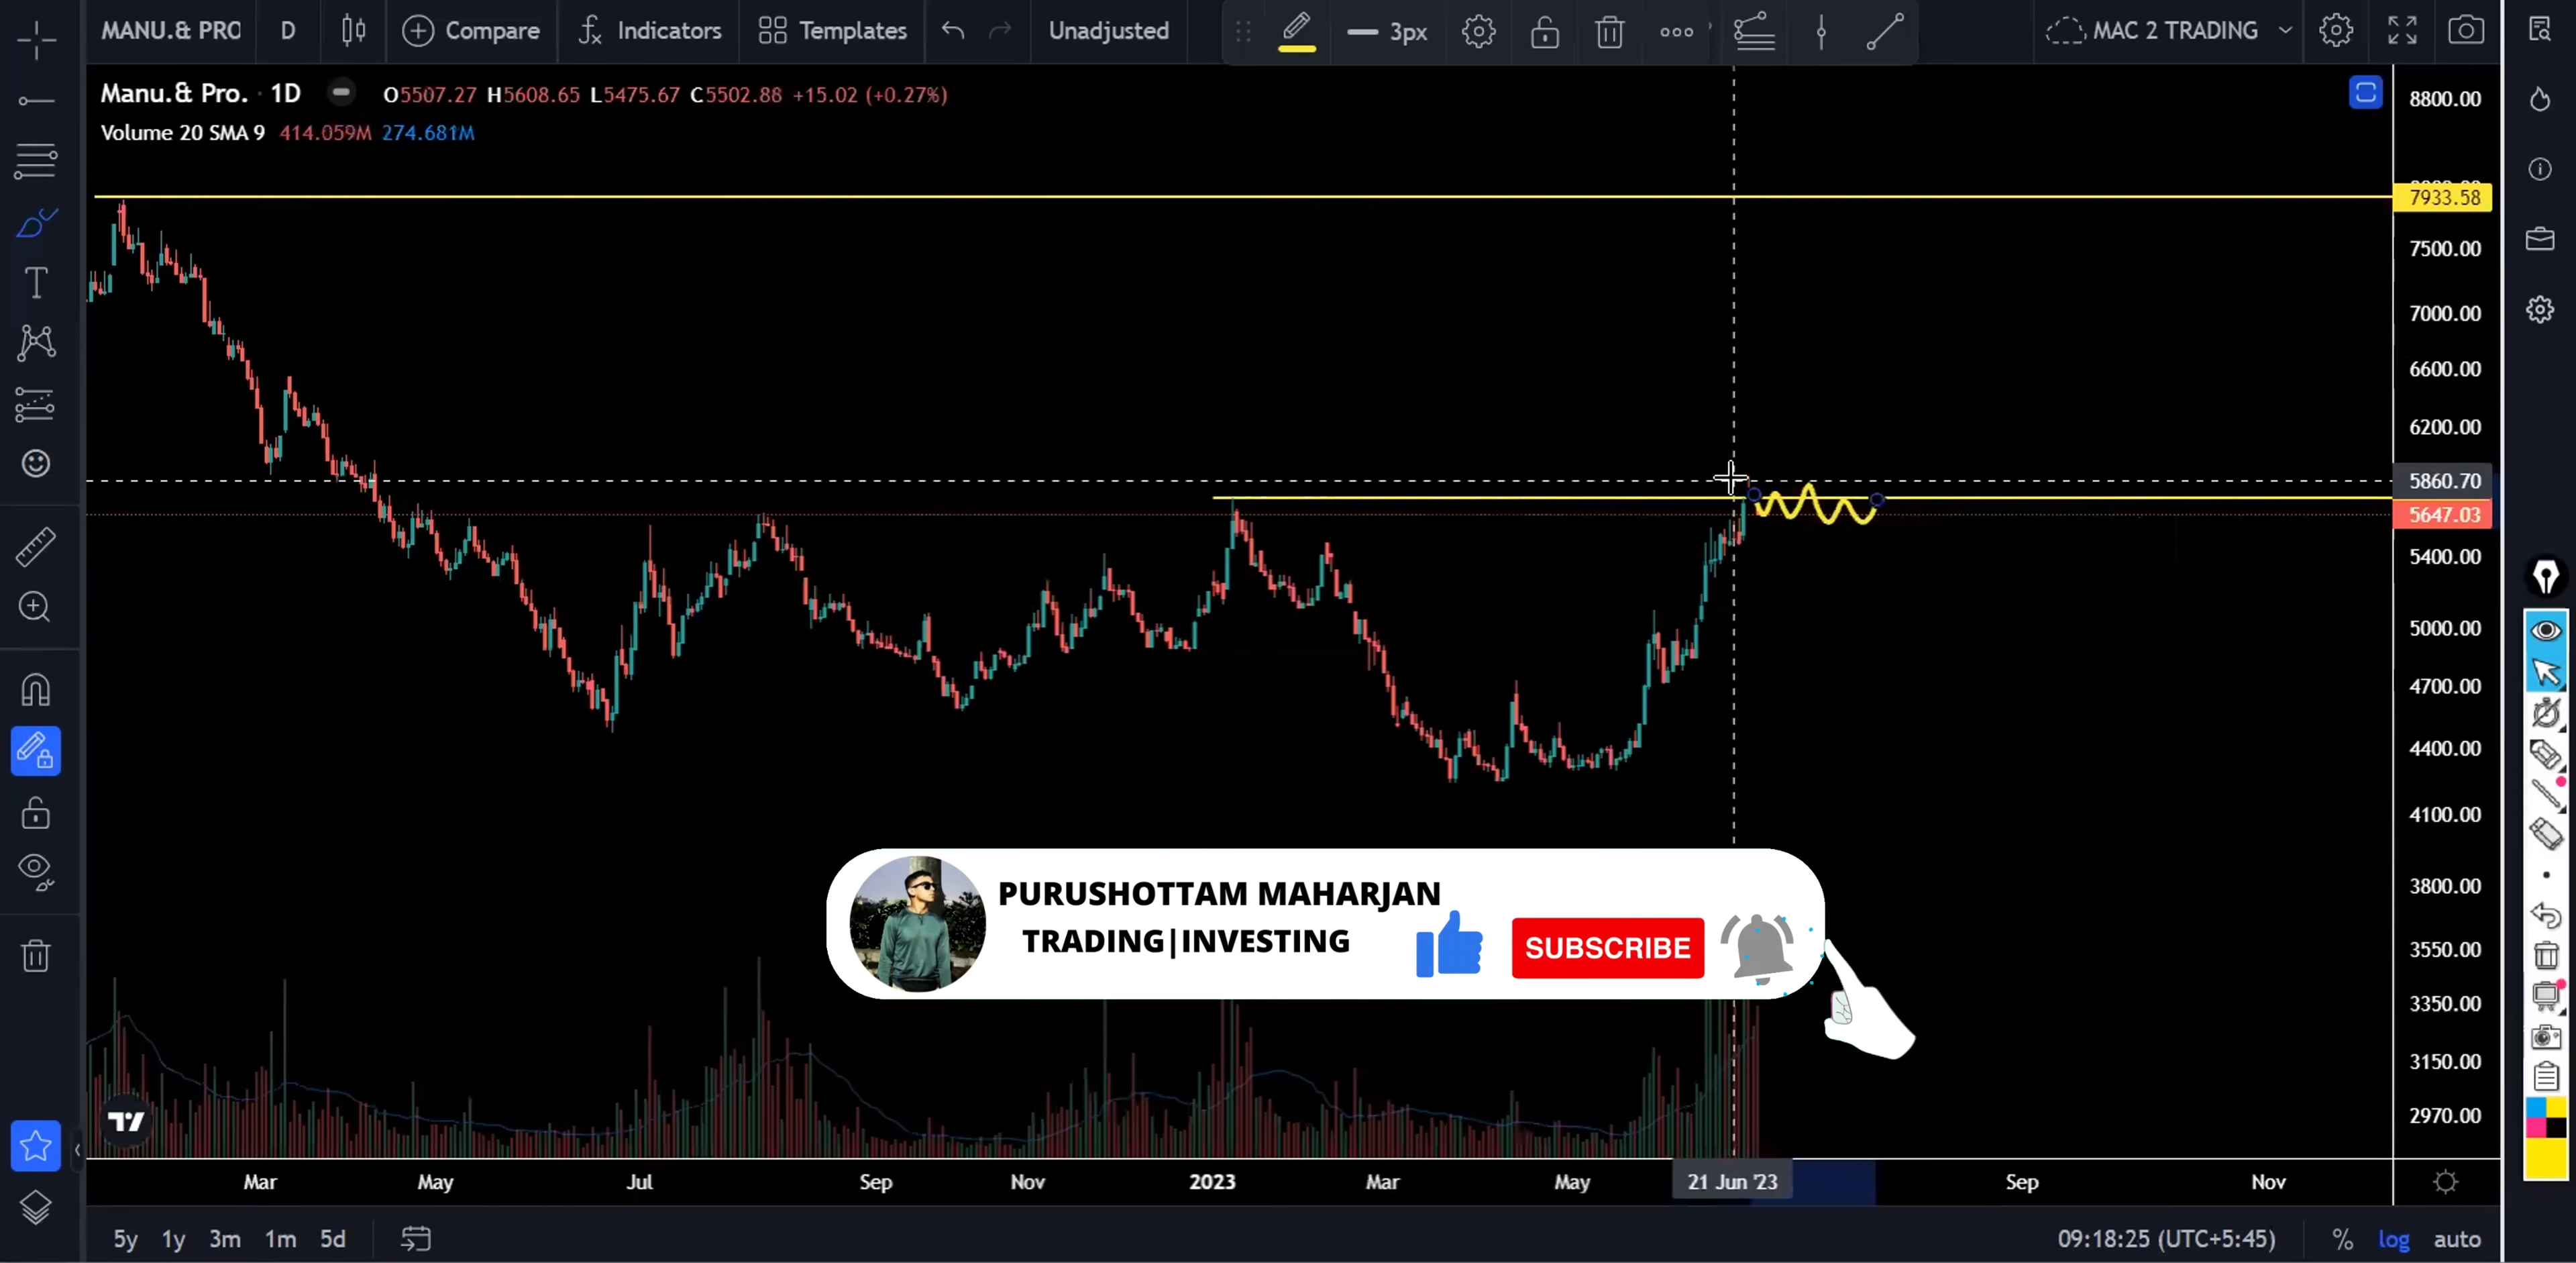 MANU.& PRO D Compare Indicators Templates Unadjusted 3px MAC 2 TRADING
Manu.& Pro. · 1D O5507.27 H5608.65 L5475.67 C5502.88 +15.02 (+0.27%)
Volume 20 SMA 9 414.059M 274.681M
8800.00
7933.58
7500.00
7000.00
6600.00
6200.00
5860.70
5647.03
5400.00
5000.00
4700.00
4400.00
4100.00
3800.00
3550.00
3350.00
3150.00
2970.00
PURUSHOTTAM MAHARJAN
TRADING|INVESTING
SUBSCRIBE
Mar May Jul Sep Nov 2023 Mar May 21 Jun '23 Sep Nov
5y 1y 3m 1m 5d 09:18:25 (UTC+5:45) % log auto